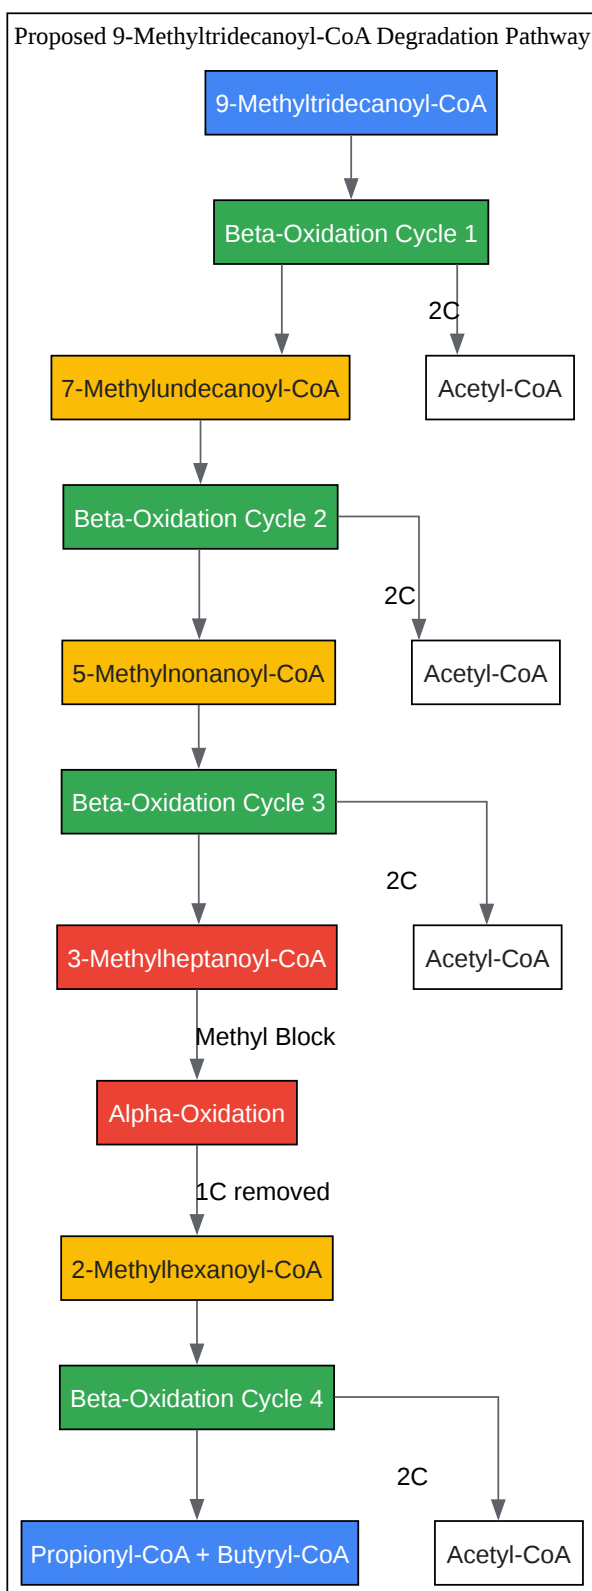 Proposed 9-Methyltridecanoyl-CoA Degradation Pathway
9-Methyltridecanoyl-CoA
Beta-Oxidation Cycle 1
2C
7-Methylundecanoyl-CoA
Acetyl-CoA
Beta-Oxidation Cycle 2
2C
5-Methylnonanoyl-CoA
Acetyl-CoA
Beta-Oxidation Cycle 3
2C
3-Methylheptanoyl-CoA
Acetyl-CoA
Methyl Block
Alpha-Oxidation
1C removed
2-Methylhexanoyl-CoA
Beta-Oxidation Cycle 4
2C
Propionyl-CoA + Butyryl-CoA
Acetyl-CoA